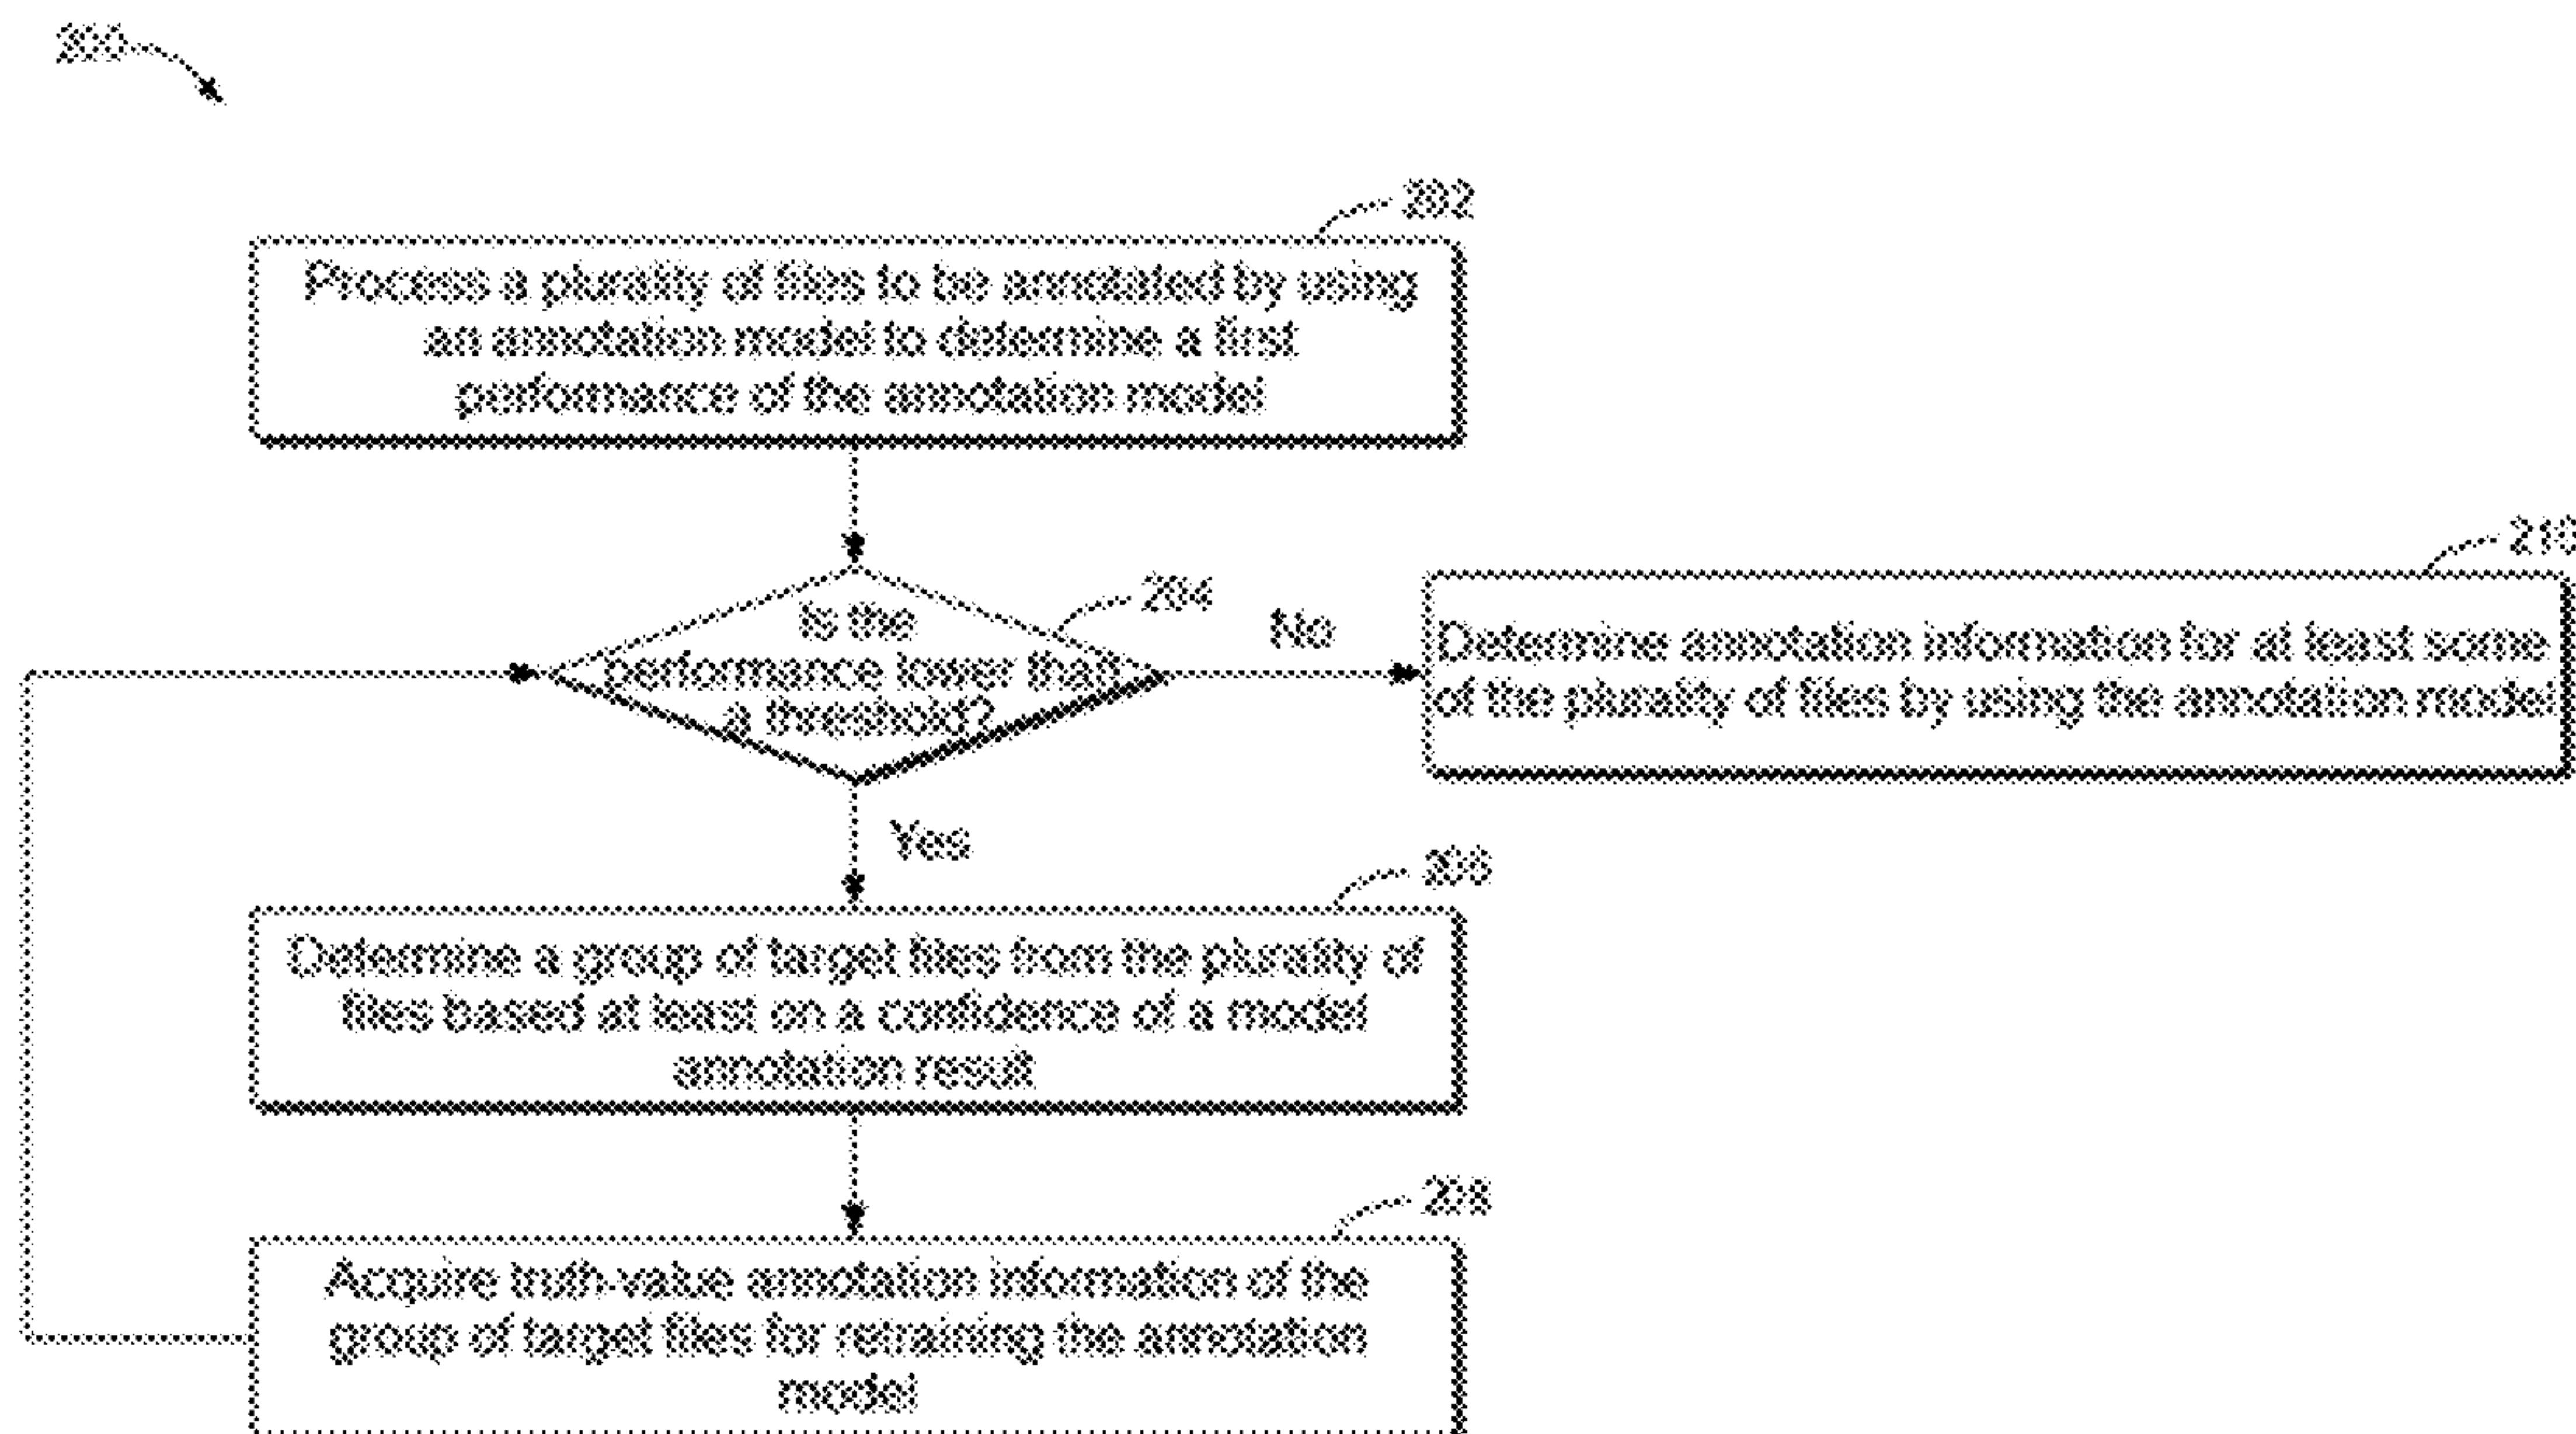 200
202
Process a plurality of files to be annotated by using
an annotation model to determine a first
performance of the annotation model
204
Is the
performance lower than
a threshold?
No
210
Determine annotation information for at least some
of the plurality of files by using the annotation model
Yes
206
Determine a group of target files from the plurality of
files based at least on a confidence of a model
annotation result
208
Acquire truth-value annotation information of the
group of target files for retraining the annotation
model